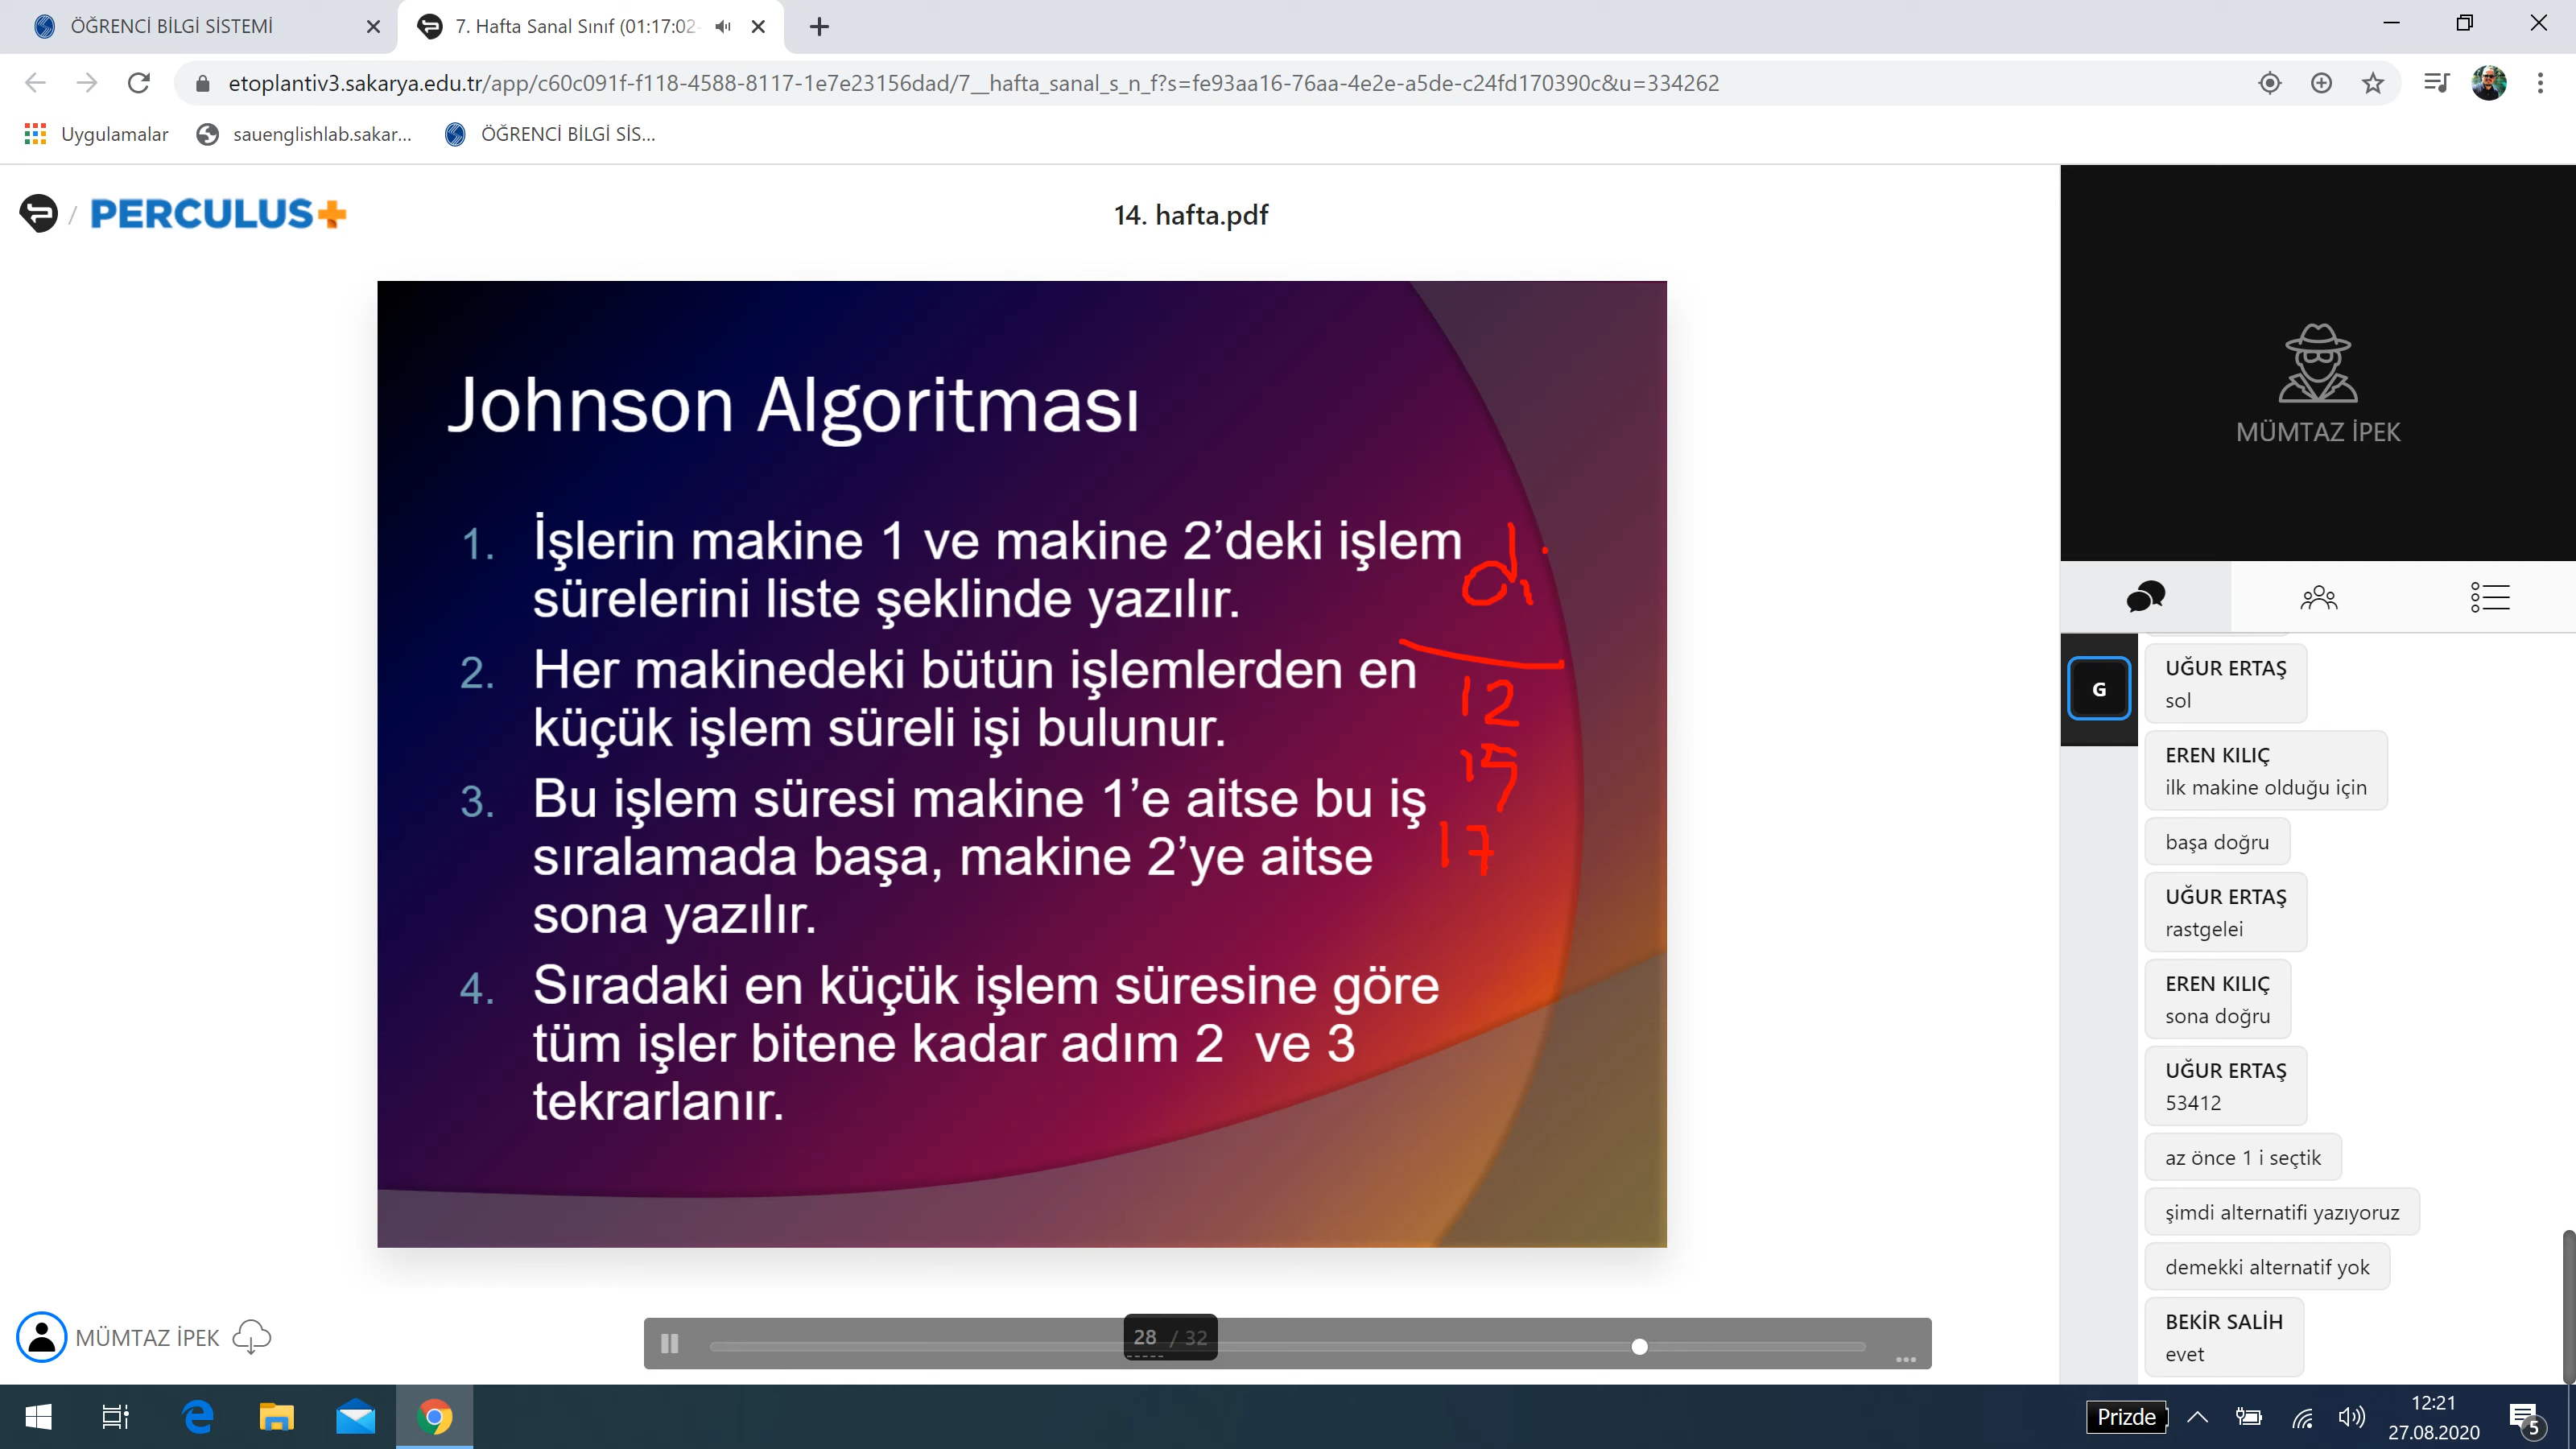 ÖĞRENCİ BİLGİ SİSTEMİ
7. Hafta Sanal Sınıf (01:17:02
etoplantiv3.sakarya.edu.tr/app/c60c091f-f118-4588-8117-1e7e23156dad/7__hafta_sanal_s_n_f?s=fe93aa16-76aa-4e2e-a5de-c24fd170390c&u=334262
Uygulamalar
sauenglishlab.sakar...
ÖĞRENCİ BİLGİ SİS...
/ PERCULUS+
14. hafta.pdf
MÜMTAZ İPEK
Johnson Algoritması
1. İşlerin makine 1 ve makine 2’deki işlem
sürelerini liste şeklinde yazılır.
2. Her makinedeki bütün işlemlerden en
küçük işlem süreli işi bulunur.
3. Bu işlem süresi makine 1’e aitse bu iş
sıralamada başa, makine 2’ye aitse
sona yazılır.
4. Sıradaki en küçük işlem süresine göre
tüm işler bitene kadar adım 2 ve 3
tekrarlanır.
di
12
15
17
G
UĞUR ERTAŞ
sol
EREN KILIÇ
ilk makine olduğu için
başa doğru
UĞUR ERTAŞ
rastgelei
EREN KILIÇ
sona doğru
UĞUR ERTAŞ
53412
az önce 1 i seçtik
şimdi alternatifi yazıyoruz
demekki alternatif yok
BEKİR SALİH
evet
MÜMTAZ İPEK
28 / 32
Prizde
12:21
27.08.2020
5